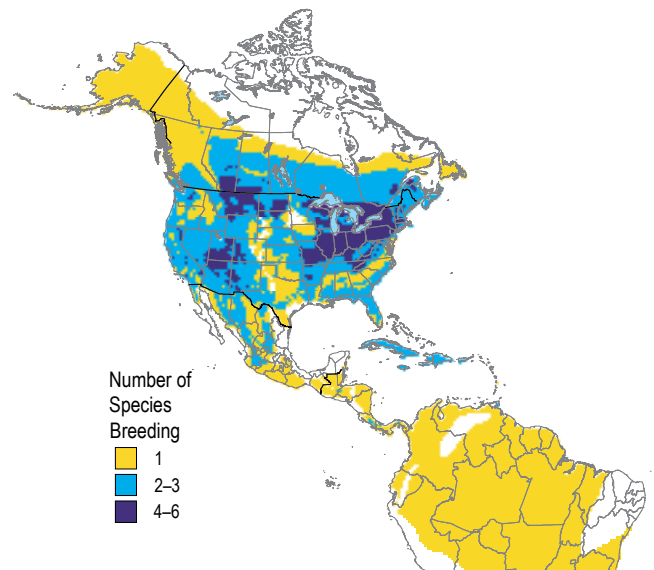 Number of
Species
Breeding
1
2–3
4–6